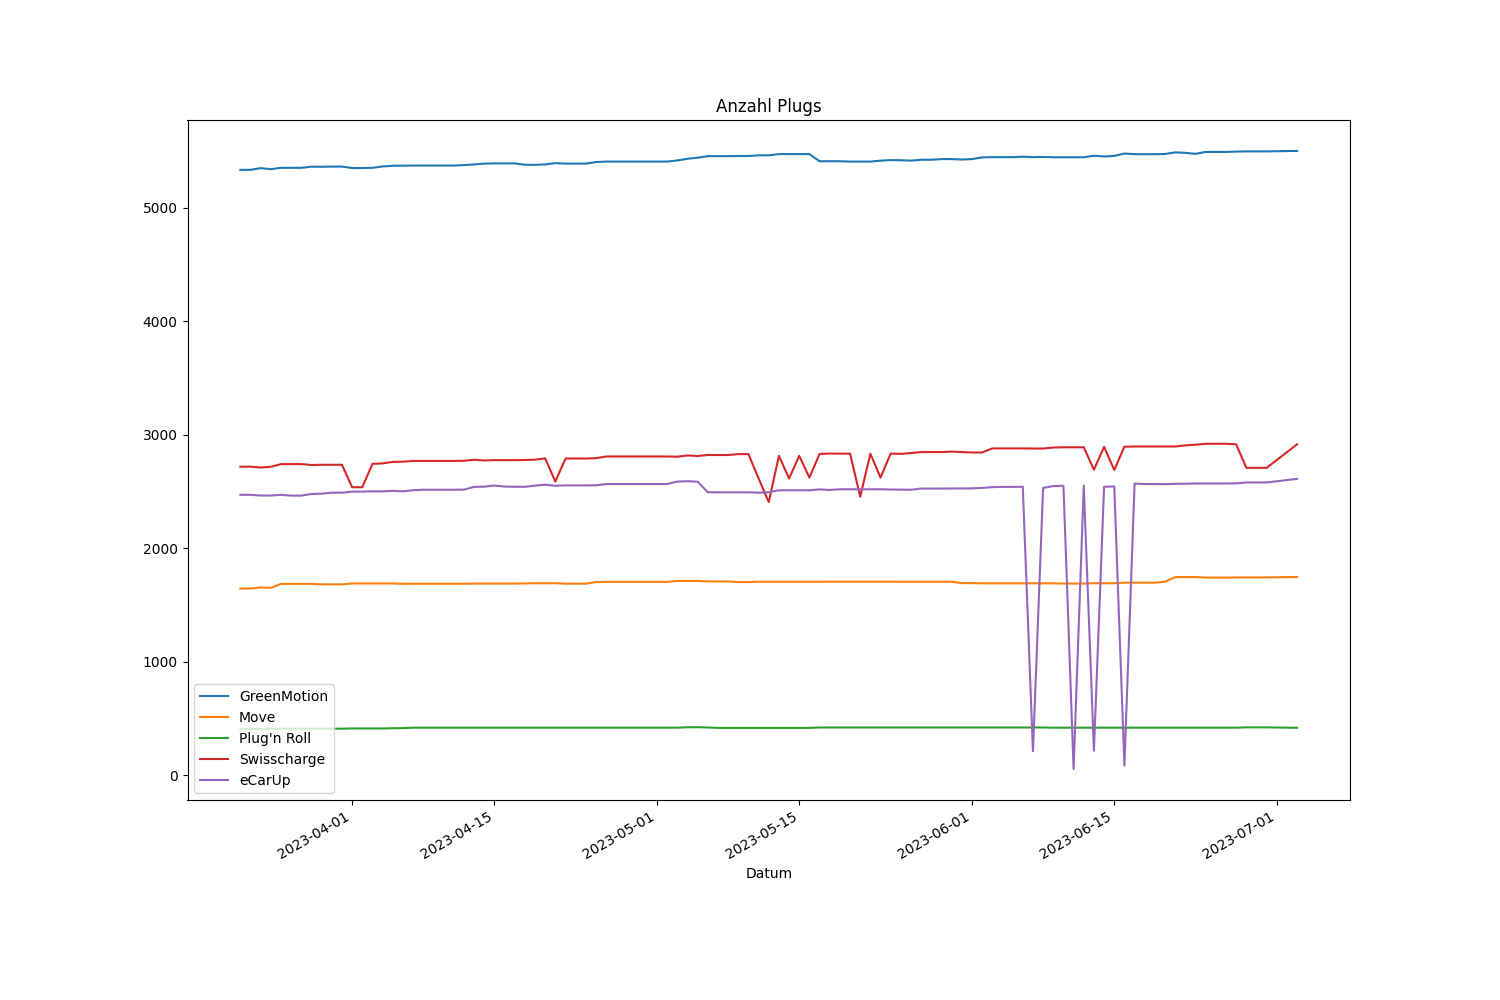 Anzahl Plugs
5000
4000
3000
2000
1000
0
GreenMotion
Move
Plug'n Roll
Swisscharge
eCarUp
2023-04-01
2023-04-15
2023-05-01
2023-05-15
2023-06-01
2023-06-15
2023-07-01
Datum